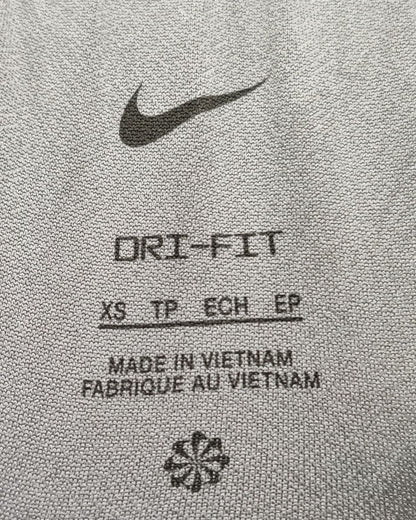 DRI-FIT
XS TP ECH EP
MADE IN VIETNAM
FABRIQUE AU VIETNAM